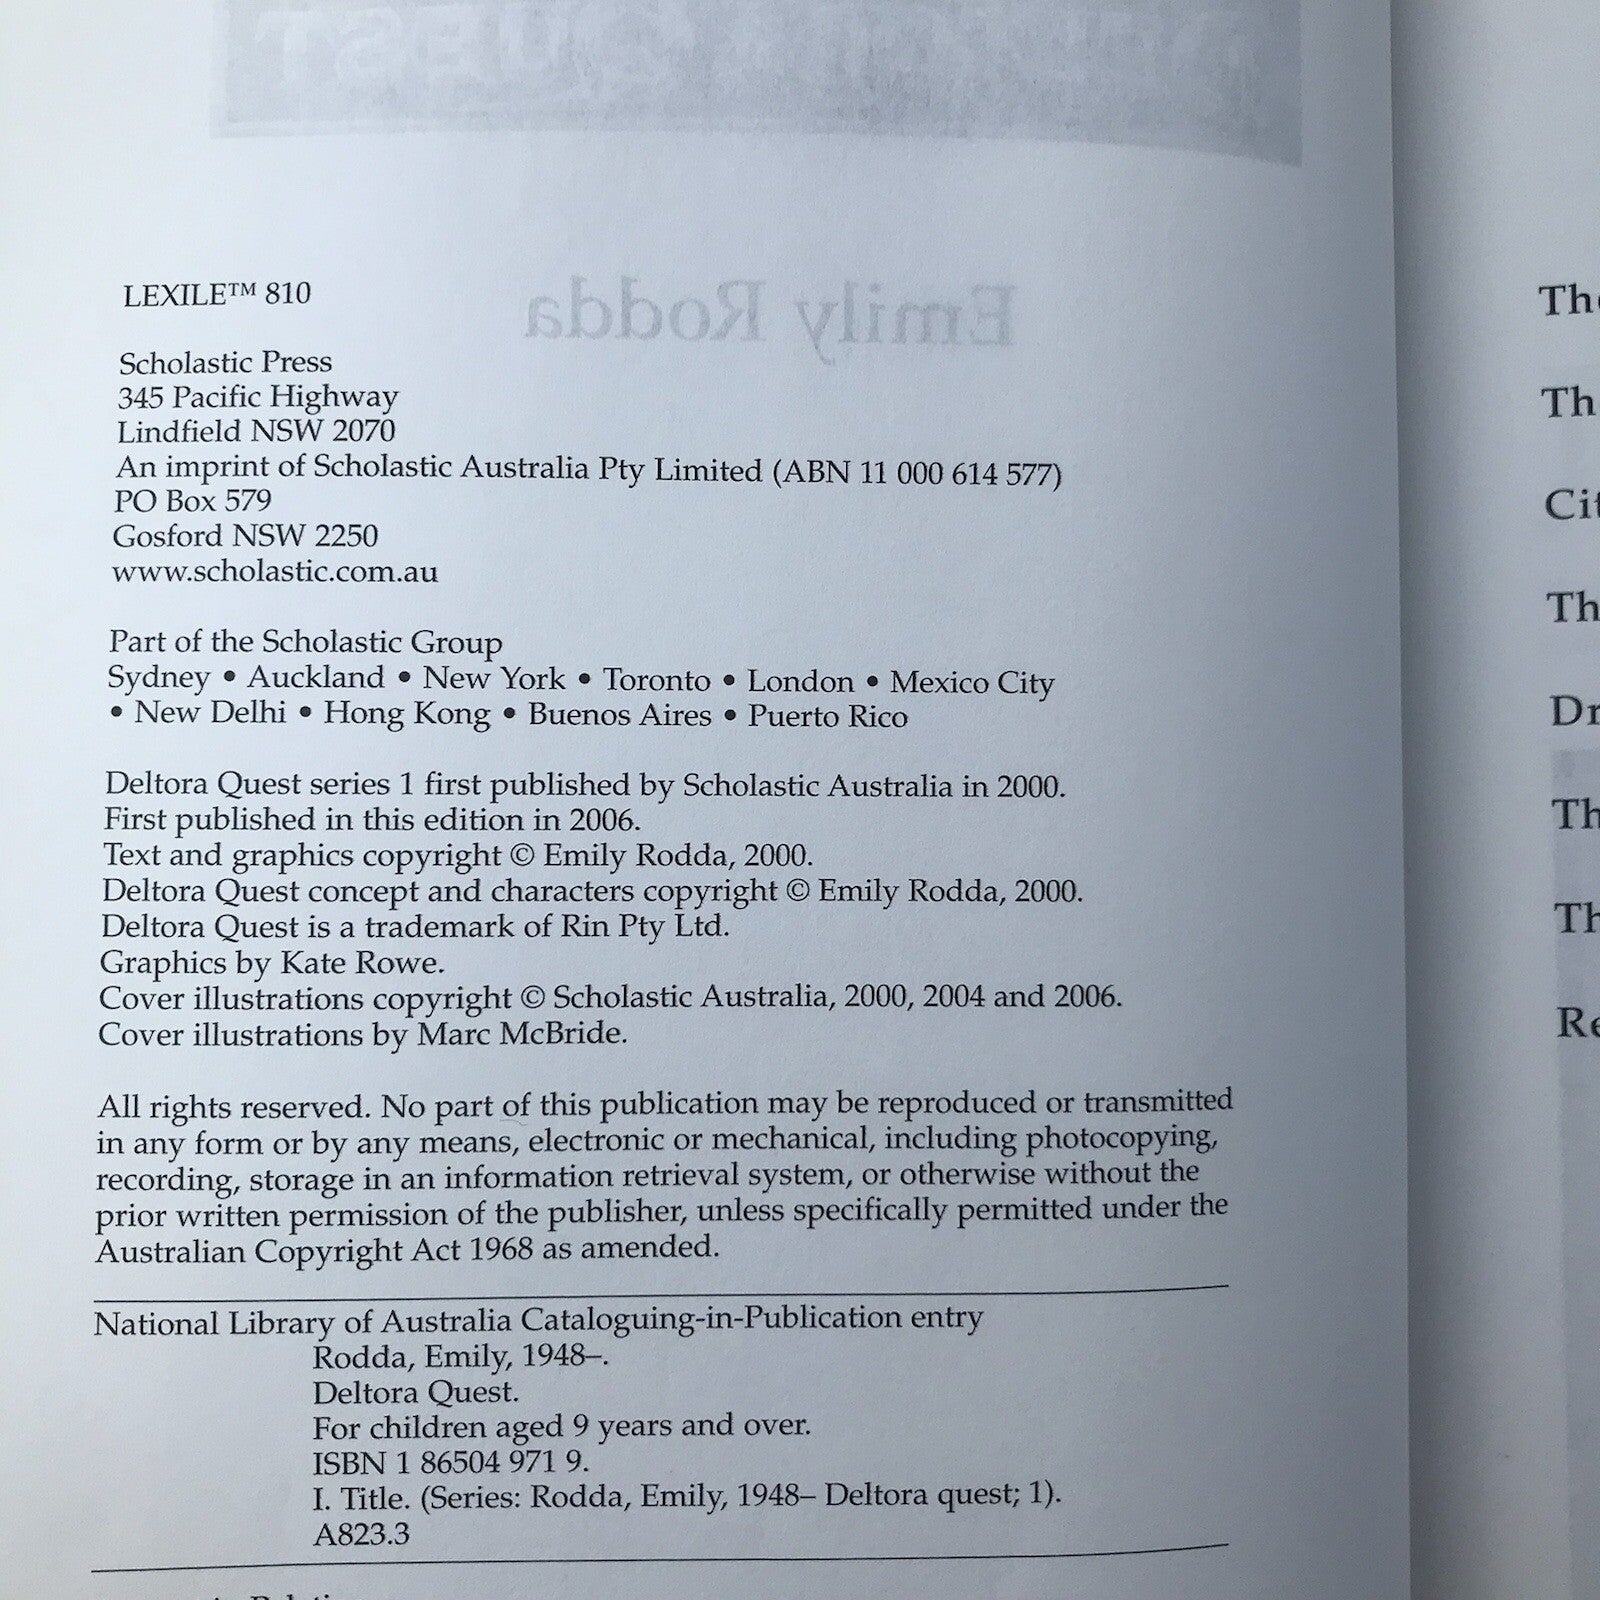 LEXILE™ 810
Scholastic Press
345 Pacific Highway
Lindfield NSW 2070
An imprint of Scholastic Australia Pty Limited (ABN 11 000 614 577)
PO Box 579
Gosford NSW 2250
www.scholastic.com.au
Part of the Scholastic Group
Sydney • Auckland • New York • Toronto • London • Mexico City
• New Delhi • Hong Kong • Buenos Aires • Puerto Rico
Deltora Quest series 1 first published by Scholastic Australia in 2000.
First published in this edition in 2006.
Text and graphics copyright © Emily Rodda, 2000.
Deltora Quest concept and characters copyright © Emily Rodda, 2000.
Deltora Quest is a trademark of Rin Pty Ltd.
Graphics by Kate Rowe.
Cover illustrations copyright © Scholastic Australia, 2000, 2004 and 2006.
Cover illustrations by Marc McBride.
All rights reserved. No part of this publication may be reproduced or transmitted
in any form or by any means, electronic or mechanical, including photocopying,
recording, storage in an information retrieval system, or otherwise without the
prior written permission of the publisher, unless specifically permitted under the
Australian Copyright Act 1968 as amended.
National Library of Australia Cataloguing-in-Publication entry
Rodda, Emily, 1948–.
Deltora Quest.
For children aged 9 years and over.
ISBN 1 86504 971 9.
I. Title. (Series: Rodda, Emily, 1948– Deltora quest; 1).
A823.3
Emily Rodda